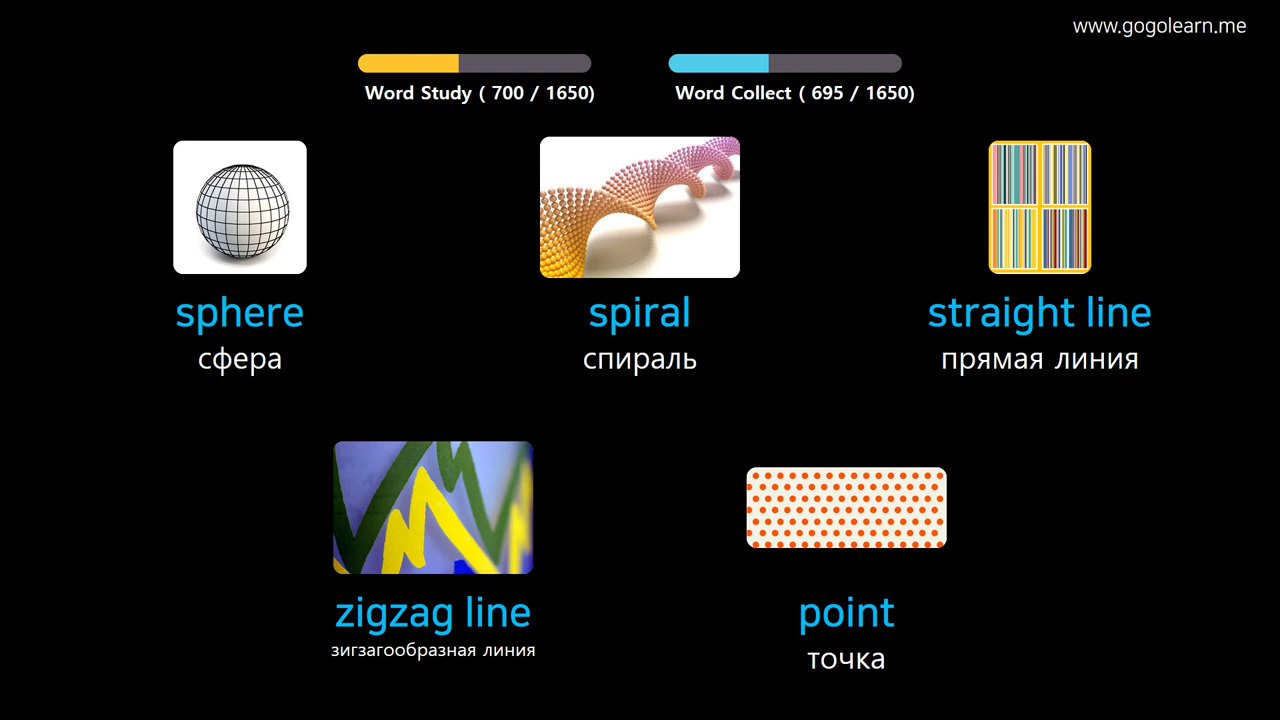 www.gogolearn.me
Word Study ( 700 / 1650)
Word Collect ( 695 / 1650)
sphere
сфера
spiral
спираль
straight line
прямая линия
zigzag line
зигзагообразная линия
point
точка